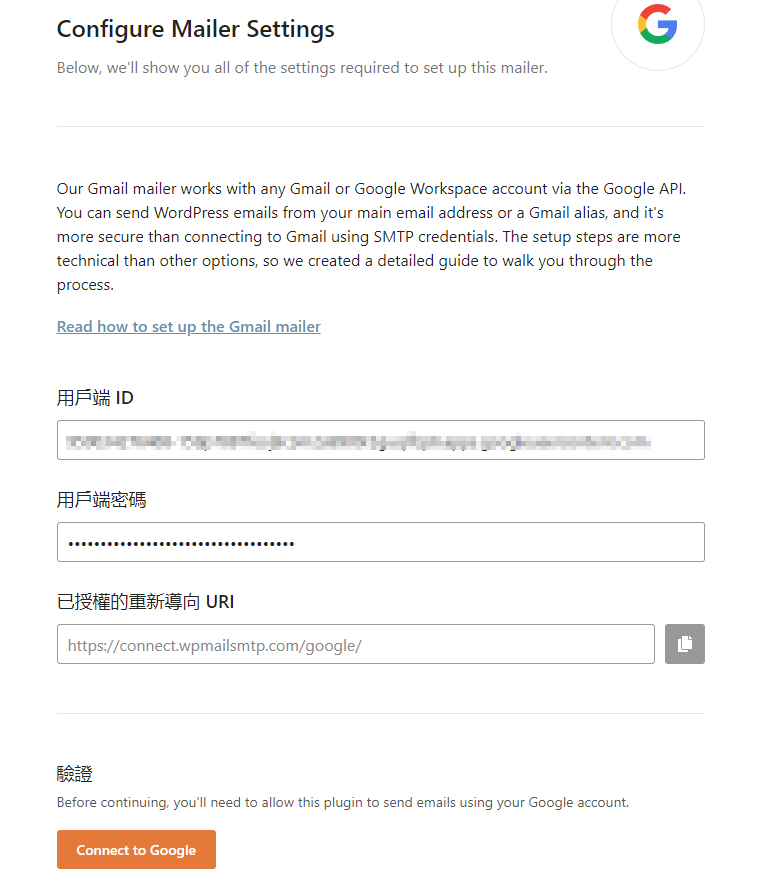 Configure Mailer Settings
Below, we'll show you all of the settings required to set up this mailer.
Our Gmail mailer works with any Gmail or Google Workspace account via the Google API.
You can send WordPress emails from your main email address or a Gmail alias, and it's
more secure than connecting to Gmail using SMTP credentials. The setup steps are more
technical than other options, so we created a detailed guide to walk you through the
process.
Read how to set up the Gmail mailer
用戶端 ID
用戶端密碼
已授權的重新導向 URI
https://connect.wpmailsmtp.com/google/
驗證
Before continuing, you'll need to allow this plugin to send emails using your Google account.
Connect to Google